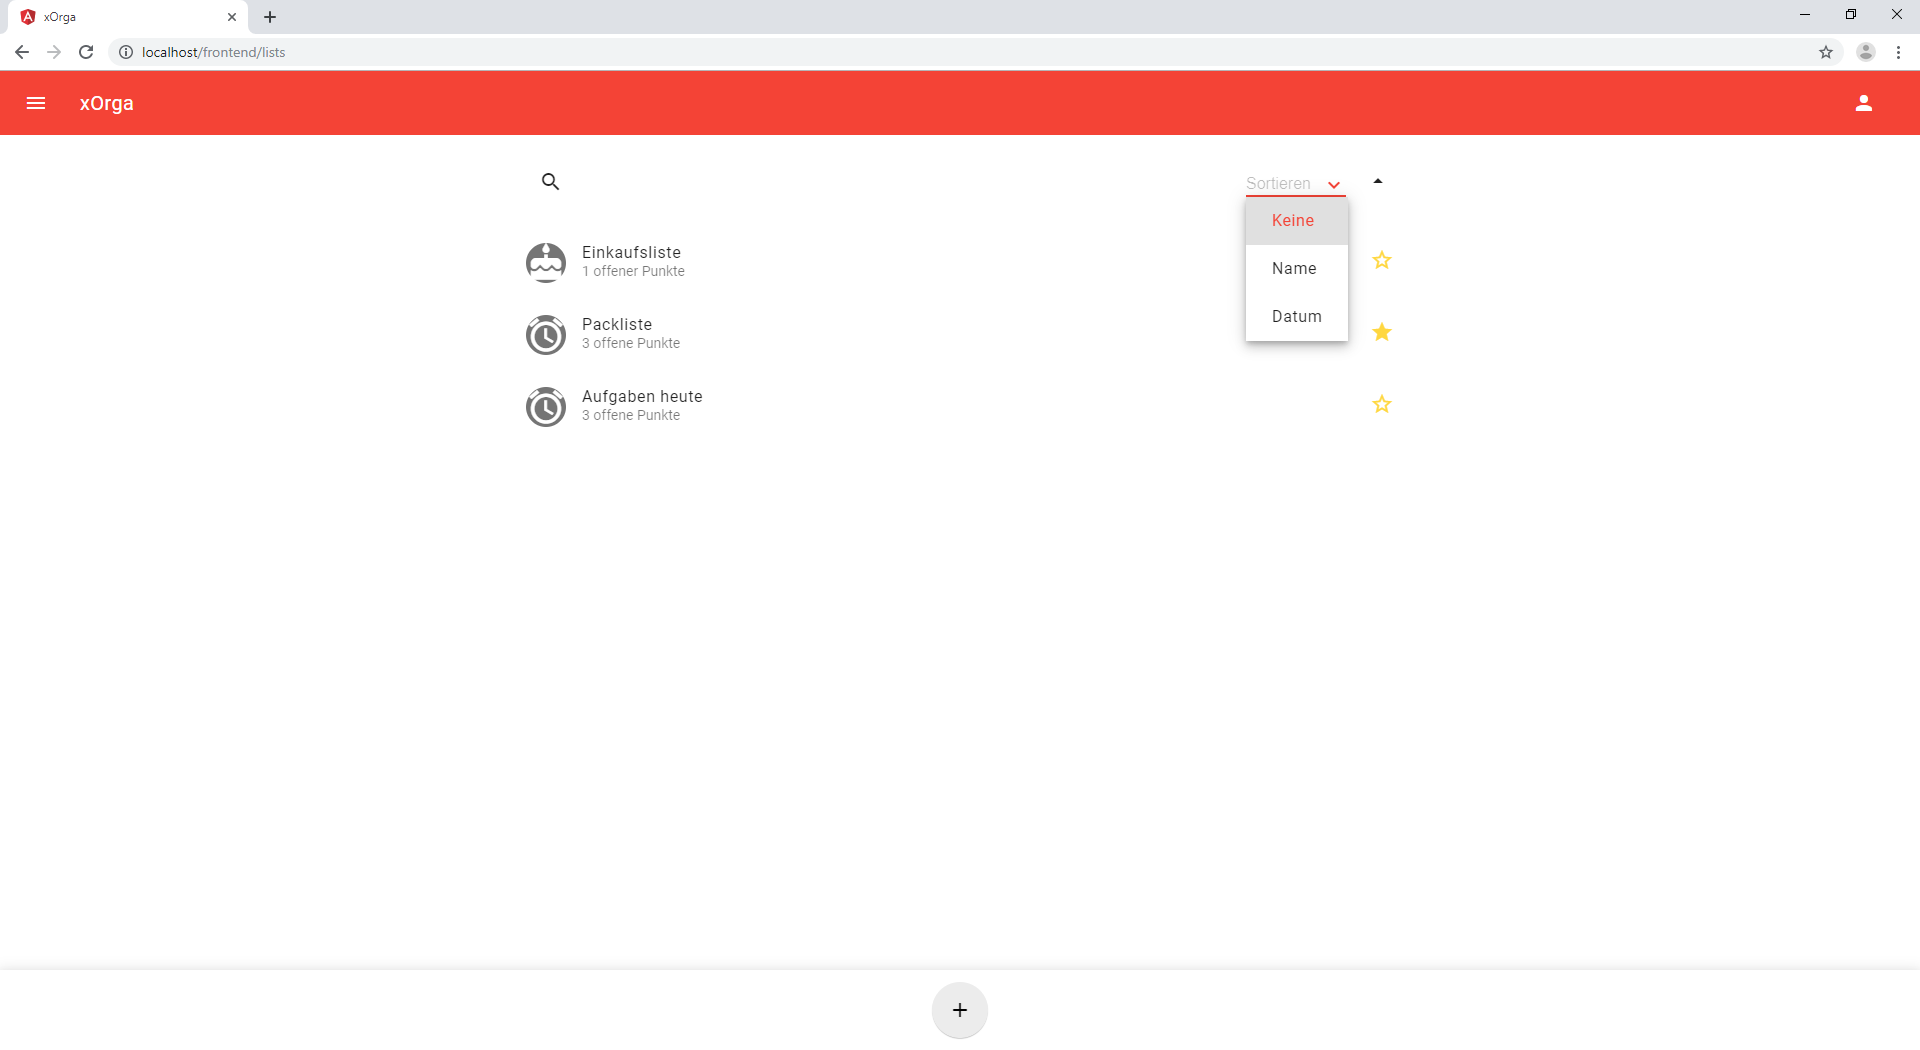 xOrga
localhost/frontend/lists
xOrga
Sortieren
Keine
Name
Datum
Einkaufsliste
1 offener Punkte
Packliste
3 offene Punkte
Aufgaben heute
3 offene Punkte